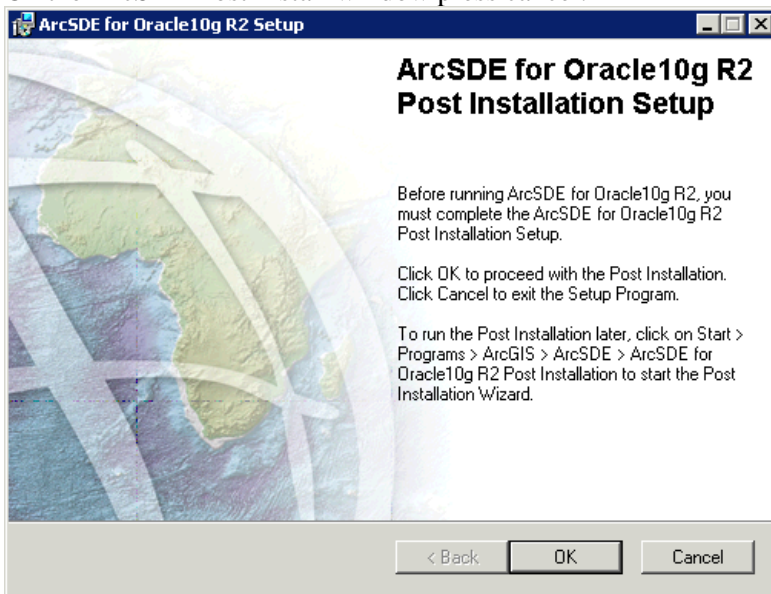 ArcSDE for Oracle10g R2 Setup
ArcSDE for Oracle10g R2
Post Installation Setup
Before running ArcSDE for Oracle10g R2, you
must complete the ArcSDE for Oracle10g R2
Post Installation Setup.
Click OK to proceed with the Post Installation.
Click Cancel to exit the Setup Program.
To run the Post Installation later, click on Start >
Programs > ArcGIS > ArcSDE > ArcSDE for
Oracle10g R2 Post Installation to start the Post
Installation Wizard.
< Back OK Cancel